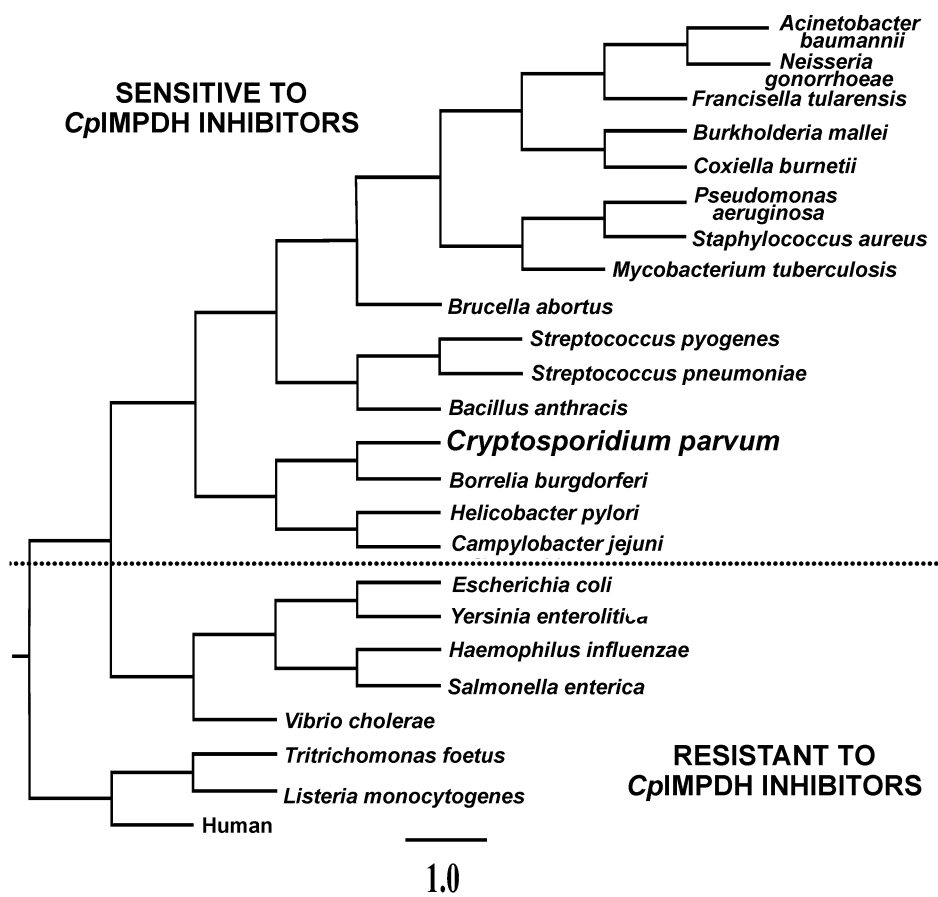 Acinetobacter
baumannii
Neisseria
gonorrhoeae
SENSITIVE TO
CpIMPDH INHIBITORS
Francisella tularensis
Burkholderia mallei
Coxiella burnetii
Pseudomonas
aeruginosa
Staphylococcus aureus
Mycobacterium tuberculosis
Brucella abortus
Streptococcus pyogenes
Streptococcus pneumoniae
Bacillus anthracis
Cryptosporidium parvum
Borrelia burgdorferi
Helicobacter pylori
Campylobacter jejuni
Escherichia coli
Yersinia enterolitica
Haemophilus influenzae
Salmonella enterica
Vibrio cholerae
Tritrichomonas foetus
RESISTANT TO
CpIMPDH INHIBITORS
Listeria monocytogenes
Human
1.0